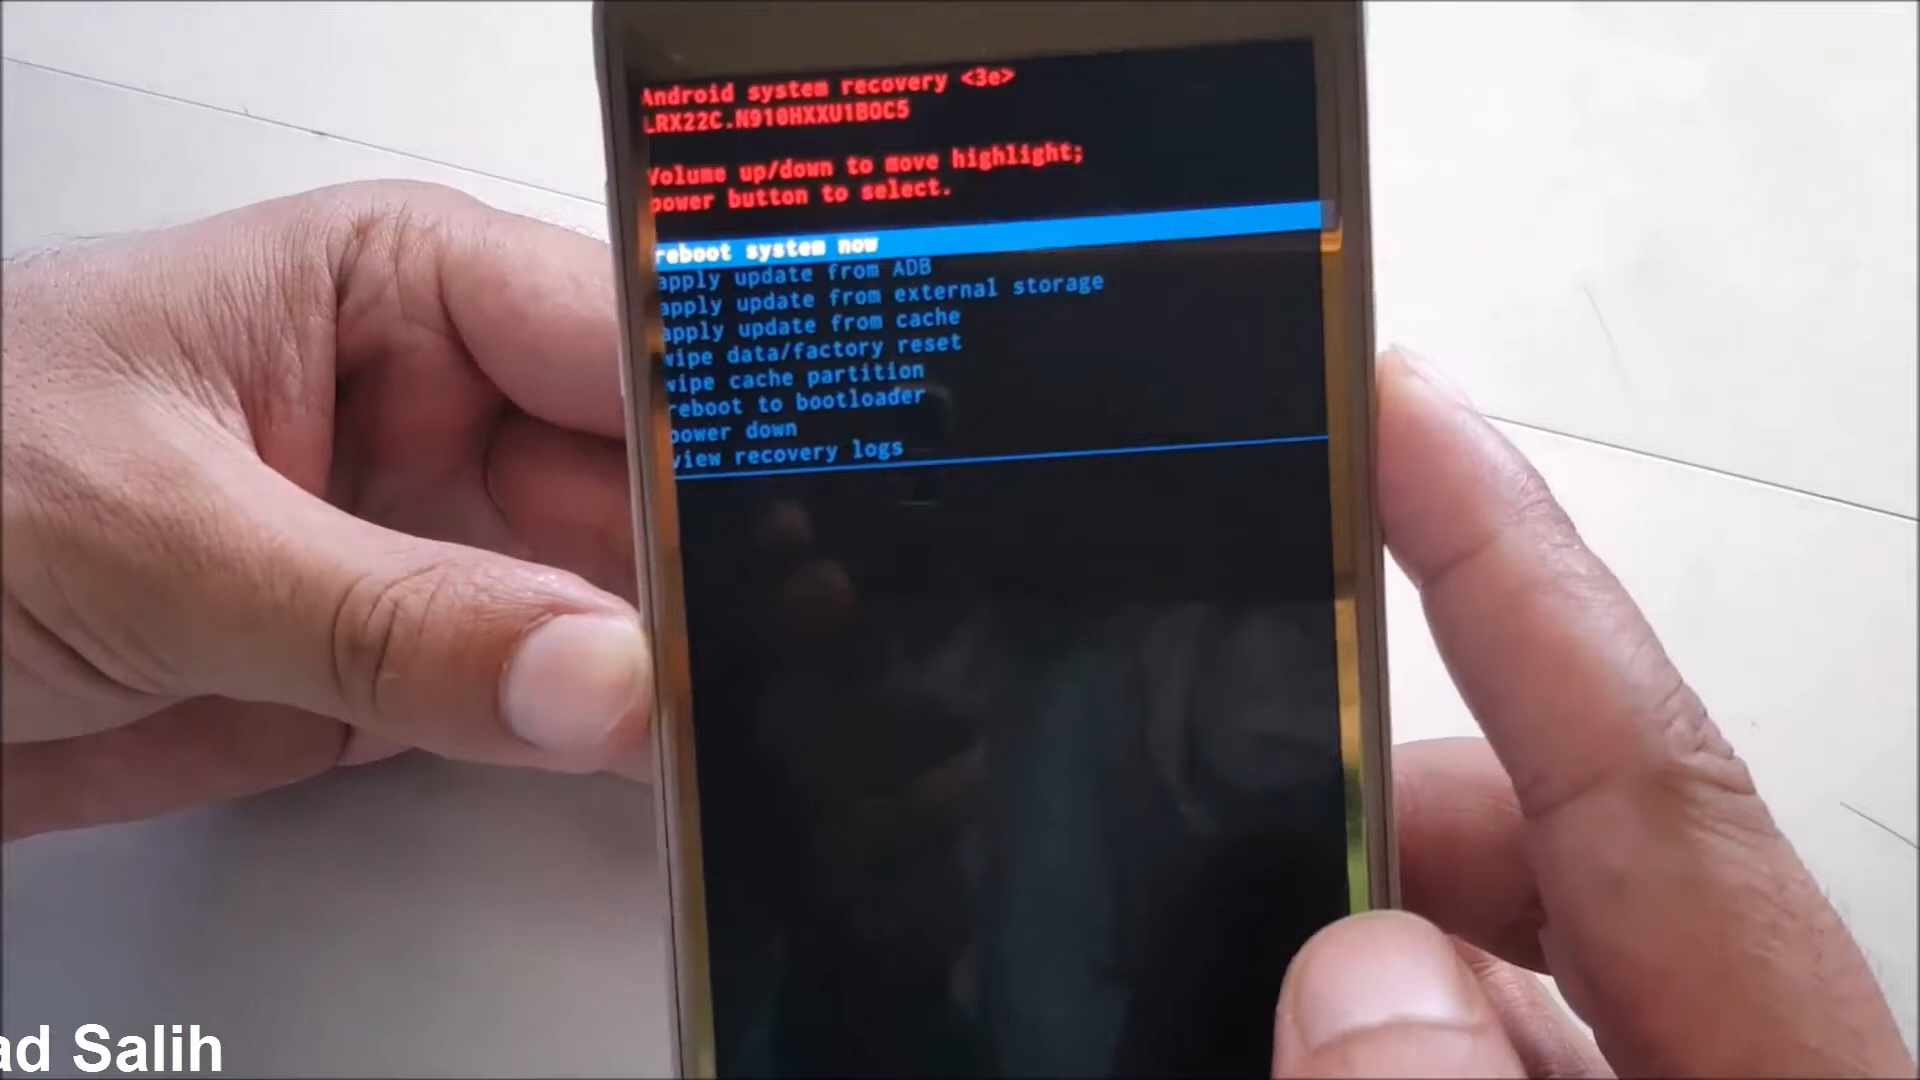 Android system recovery <3e>
LRX22C.N910HXXU1BOC5
Volume up/down to move highlight;
power button to select.
reboot system now
apply update from ADB
apply update from external storage
apply update from cache
wipe data/factory reset
wipe cache partition
reboot to bootloader
power down
view recovery logs
ad Salih